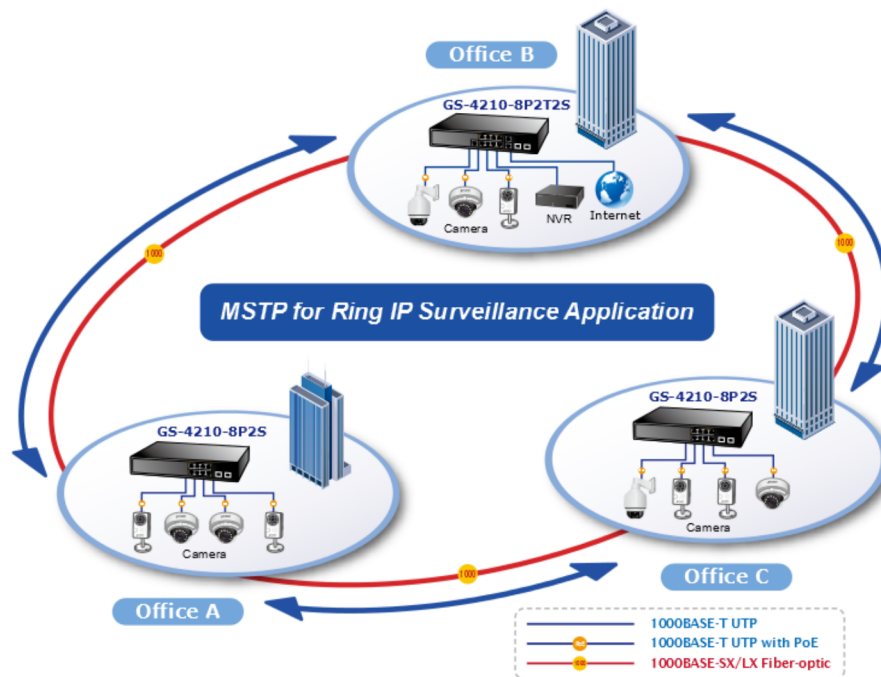 Office B
GS-4210-8P2T2S
Camera
NVR
Internet
1000
1000
MSTP for Ring IP Surveillance Application
GS-4210-8P2S
Camera
Office A
GS-4210-8P2S
Camera
Office C
1000
1000BASE-T UTP
1000BASE-T UTP with PoE
1000
1000BASE-SX/LX Fiber-optic